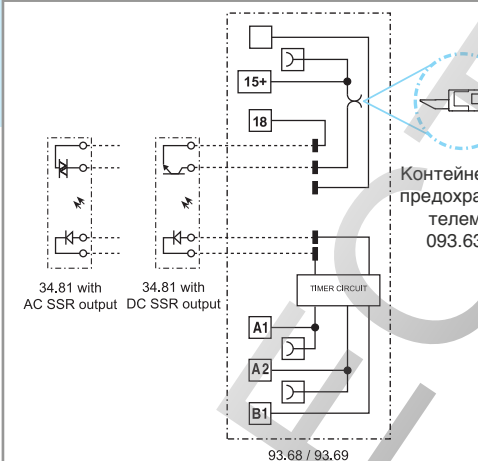 15+
18
Контейне
предохра
телем
093.63
34.81 with
AC SSR output
34.81 with
DC SSR output
TIMER CIRCUIT
A1
A2
B1
93.68 / 93.69